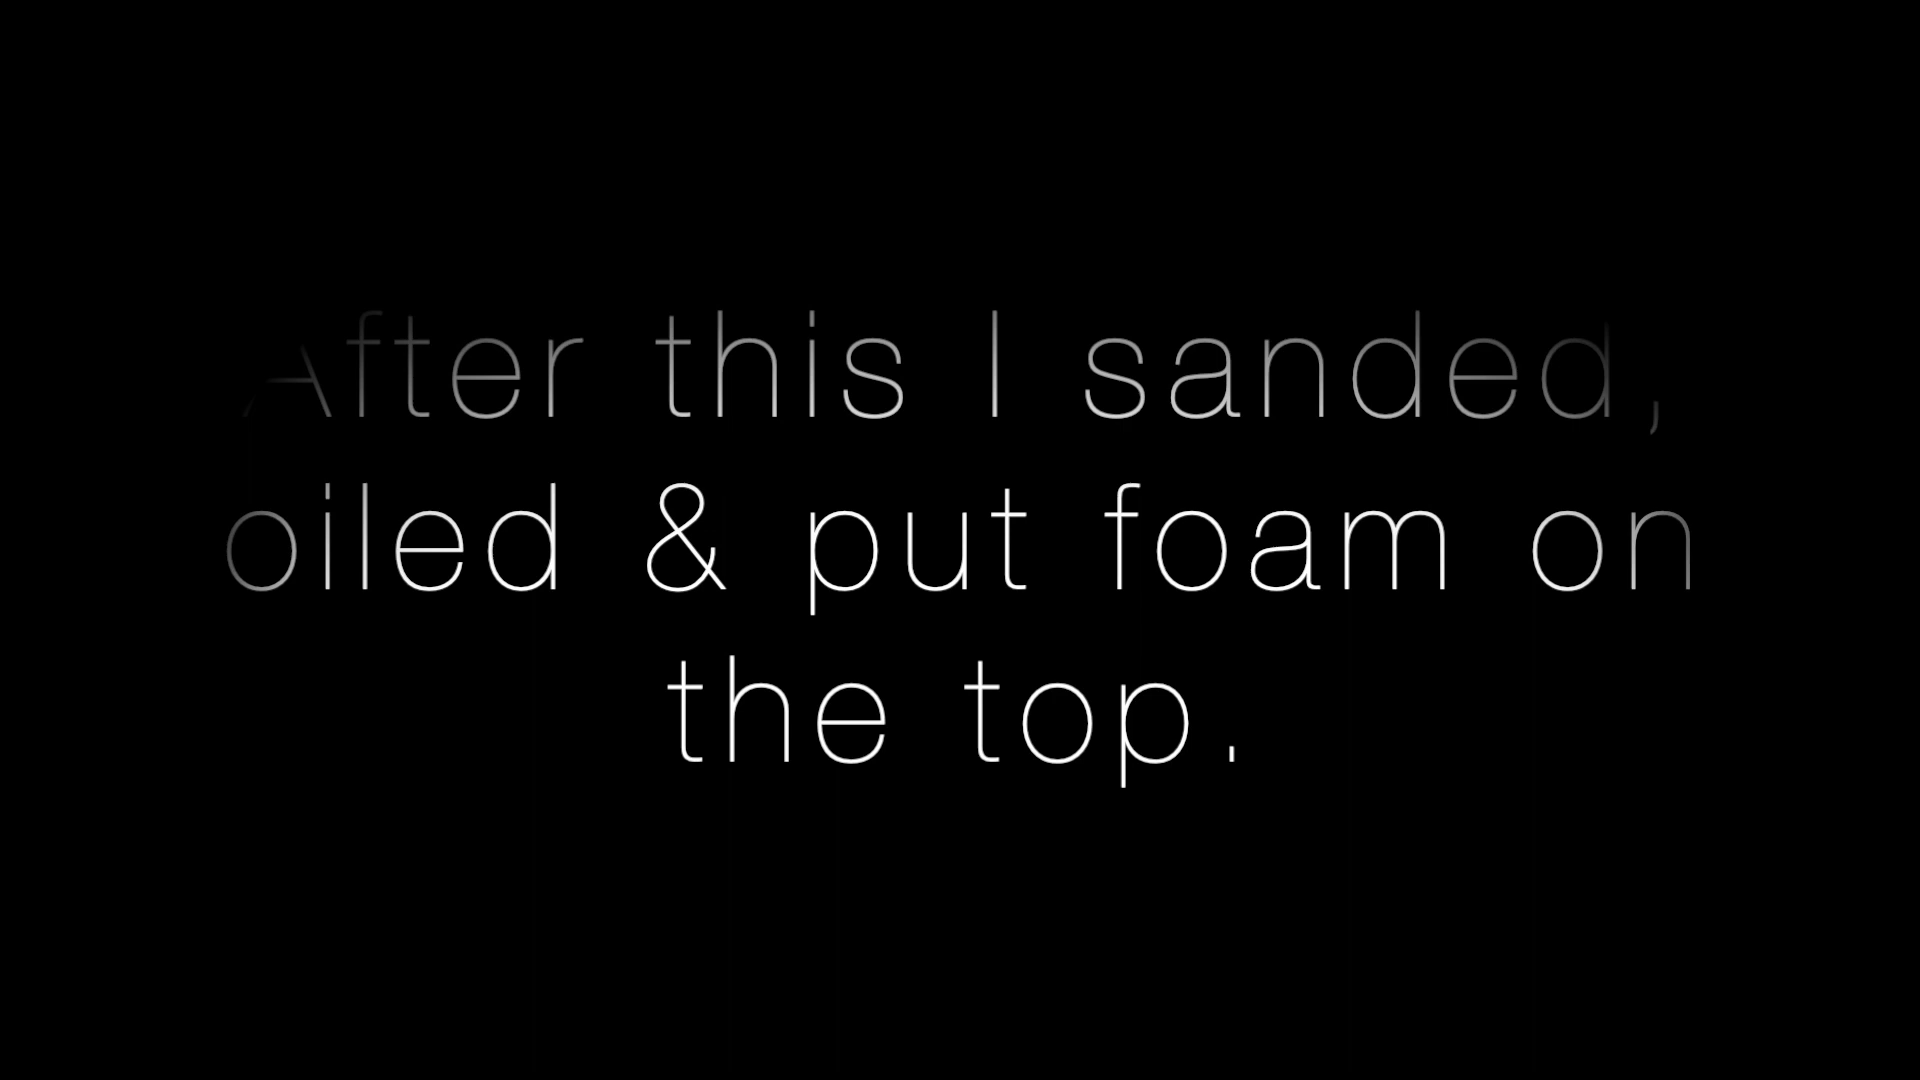 After this I sanded,
oiled & put foam on
the top.